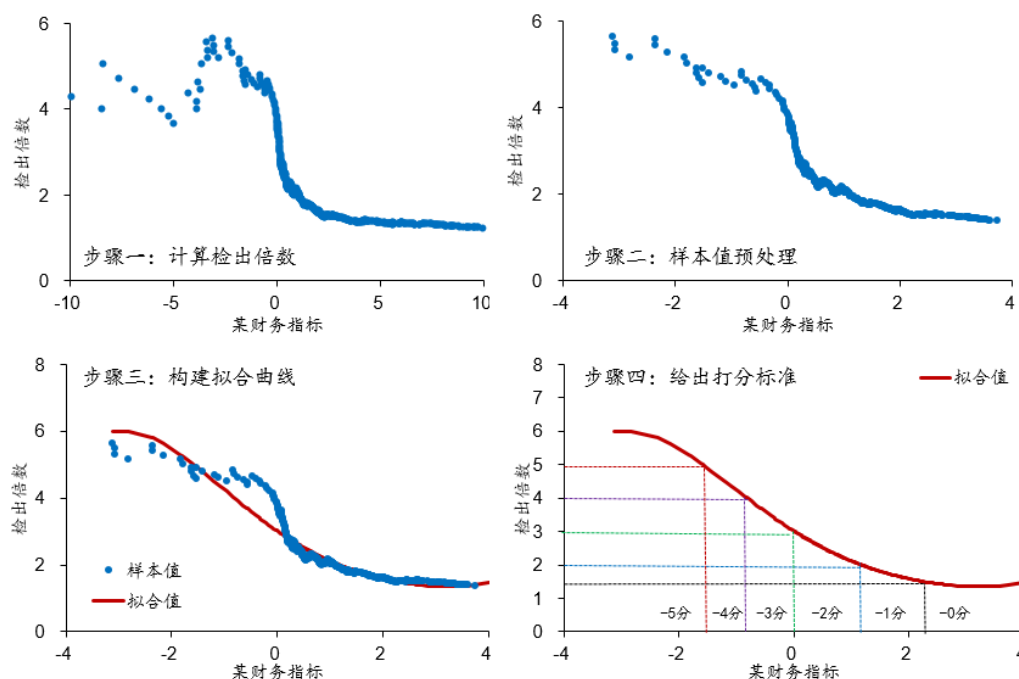 6
4
2
0
检出倍数
步骤一：计算检出倍数
-10
-5
0
5
10
某财务指标
6
4
2
0
检出倍数
步骤二：样本值预处理
-4
-2
0
2
4
某财务指标
8
6
4
2
0
检出倍数
步骤三：构建拟合曲线
样本值
拟合值
-4
-2
0
2
4
某财务指标
8
7
6
5
4
3
2
1
0
检出倍数
步骤四：给出打分标准
拟合值
-5分
-4分
-3分
-2分
-1分
-0分
-4
-2
0
2
4
某财务指标